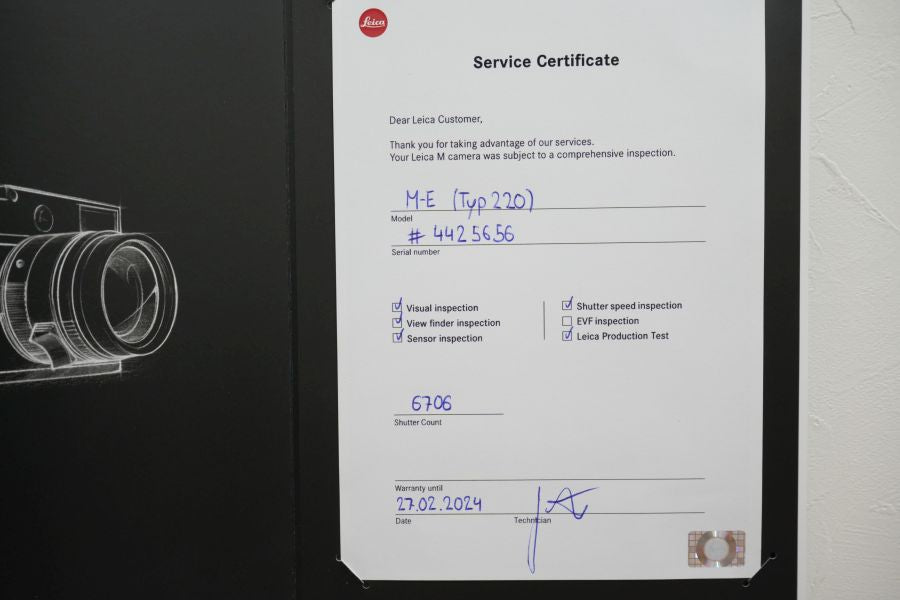 Leica
Service Certificate
Dear Leica Customer,
Thank you for taking advantage of our services.
Your Leica M camera was subject to a comprehensive inspection.
M-E (Typ 220)
Model
# 4425656
Serial number
Visual inspection
View finder inspection
Sensor inspection
Shutter speed inspection
EVF inspection
Leica Production Test
6706
Shutter Count
Warranty until
27.02.2024
Date Technician